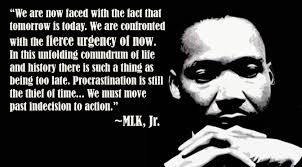 “We are now faced with the fact that
tomorrow is today. We are confronted
with the fierce urgency of now.
In this unfolding conundrum of life
and history there is such a thing as
being too late. Procrastination is still
the thief of time... We must move
past indecision to action.”
~MLK, Jr.